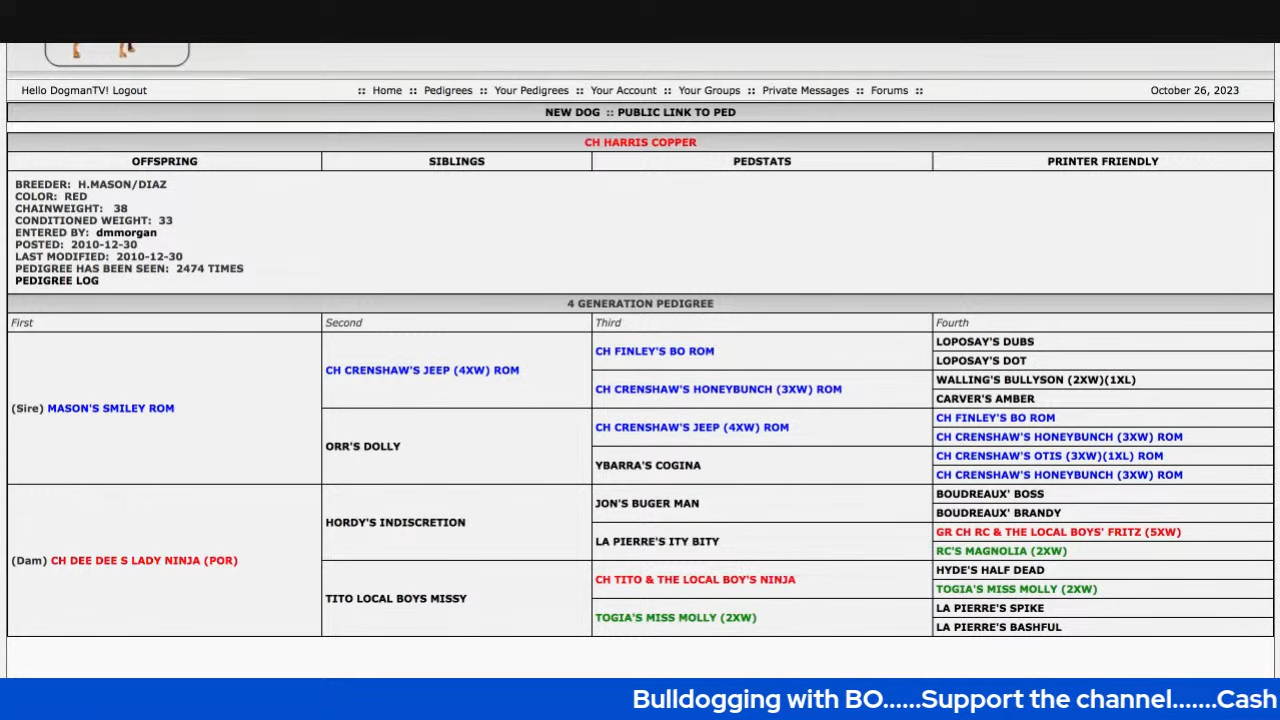 Hello DogmanTV! Logout :: Home :: Pedigrees :: Your Pedigrees :: Your Account :: Your Groups :: Private Messages :: Forums :: October 26, 2023
NEW DOG :: PUBLIC LINK TO PED
CH HARRIS COPPER
OFFSPRING SIBLINGS PEDSTATS PRINTER FRIENDLY
BREEDER: H.MASON/DIAZ
COLOR: RED
CHAINWEIGHT: 38
CONDITIONED WEIGHT: 33
ENTERED BY: dmmorgan
POSTED: 2010-12-30
LAST MODIFIED: 2010-12-30
PEDIGREE HAS BEEN SEEN: 2474 TIMES
PEDIGREE LOG
4 GENERATION PEDIGREE
First Second Third Fourth
(Sire) MASON'S SMILEY ROM
CH CRENSHAW'S JEEP (4XW) ROM
CH FINLEY'S BO ROM
LOPOSAY'S DUBS
LOPOSAY'S DOT
CH CRENSHAW'S HONEYBUNCH (3XW) ROM
WALLING'S BULLYSON (2XW)(1XL)
CARVER'S AMBER
ORR'S DOLLY
CH CRENSHAW'S JEEP (4XW) ROM
CH FINLEY'S BO ROM
CH CRENSHAW'S HONEYBUNCH (3XW) ROM
YBARRA'S COGINA
CH CRENSHAW'S OTIS (3XW)(1XL) ROM
CH CRENSHAW'S HONEYBUNCH (3XW) ROM
(Dam) CH DEE DEE S LADY NINJA (POR)
HORDY'S INDISCRETION
JON'S BUGER MAN
BOUDREAUX' BOSS
BOUDREAUX' BRANDY
LA PIERRE'S ITY BITY
GR CH RC & THE LOCAL BOYS' FRITZ (5XW)
RC'S MAGNOLIA (2XW)
TITO LOCAL BOYS MISSY
CH TITO & THE LOCAL BOY'S NINJA
HYDE'S HALF DEAD
TOGIA'S MISS MOLLY (2XW)
TOGIA'S MISS MOLLY (2XW)
LA PIERRE'S SPIKE
LA PIERRE'S BASHFUL
Bulldogging with BO......Support the channel.......Cash